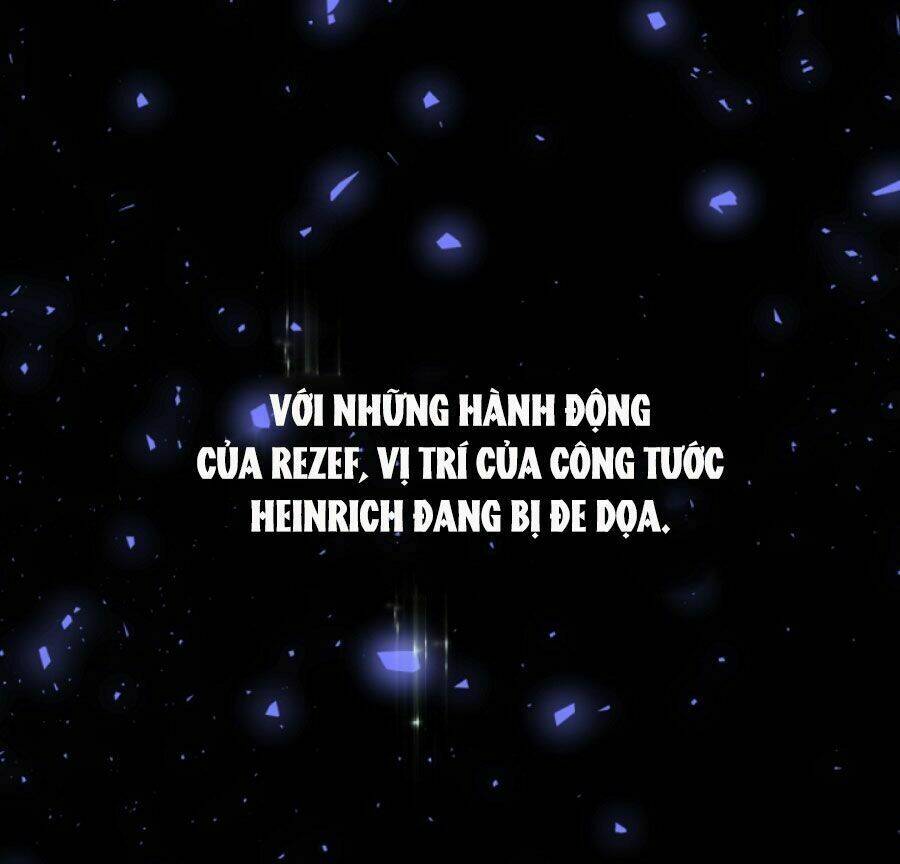 VỚI NHỮNG HÀNH ĐỘNG
CỦA REZEF, VỊ TRÍ CỦA CÔNG TƯỚC
HEINRICH ĐANG BỊ ĐE DỌA.